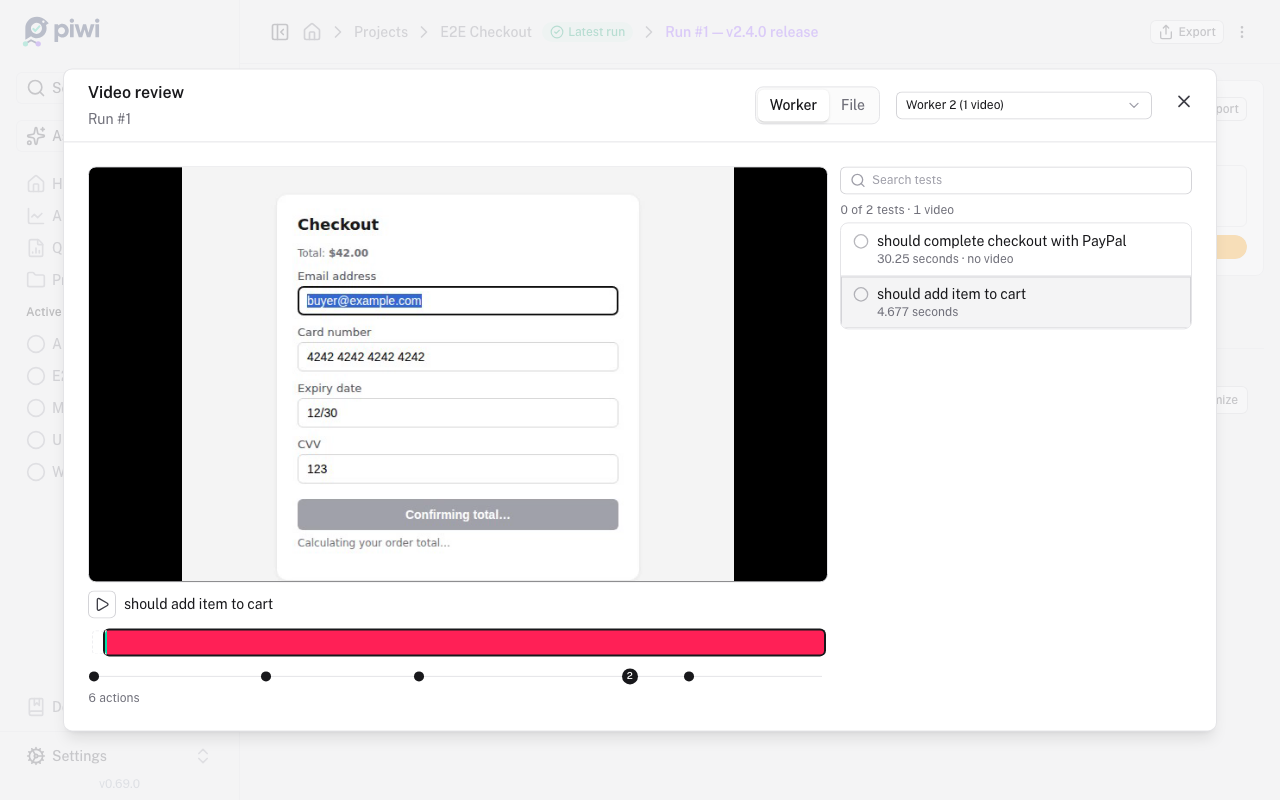 piwi
Projects
E2E Checkout
Latest run
Run #1 — v2.4.0 release
Export
Video review
Run #1
Worker
File
Worker 2 (1 video)
Checkout
Total: $42.00
Email address
buyer@example.com
Card number
4242 4242 4242 4242
Expiry date
12/30
CVV
123
Confirming total...
Calculating your order total...
Search tests
0 of 2 tests · 1 video
should complete checkout with PayPal
30.25 seconds · no video
should add item to cart
4.677 seconds
should add item to cart
2
6 actions
Active
Settings
v0.69.0